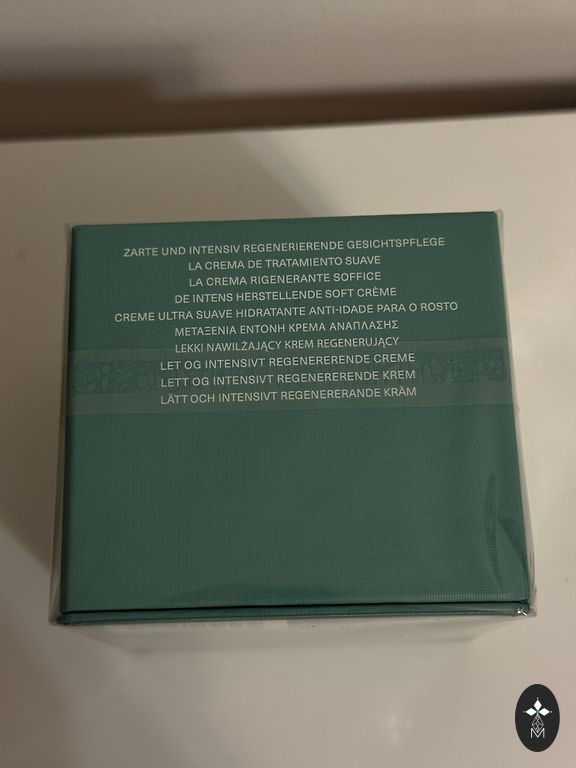 ZARTE UND INTENSIV REGENERIERENDE GESICHTSPFLEGE
LA CREMA DE TRATAMIENTO SUAVE
LA CREMA RIGENERANTE SOFFICE
DE INTENS HERSTELLENDE SOFT CRÈME
CREME ULTRA SUAVE HIDRATANTE ANTI-IDADE PARA O ROSTO
ΜΕΤΑΞΕΝΙΑ ΕΝΤΟΝΗ ΚΡΕΜΑ ΑΝΑΠΛΑΣΗΣ
LEKKI NAWILŻAJĄCY KREM REGENERUJĄCY
LET OG INTENSIVT REGENERERENDE CREME
LETT OG INTENSIVT REGENERERENDE KREM
LÄTT OCH INTENSIVT REGENERERANDE KRÄM
M